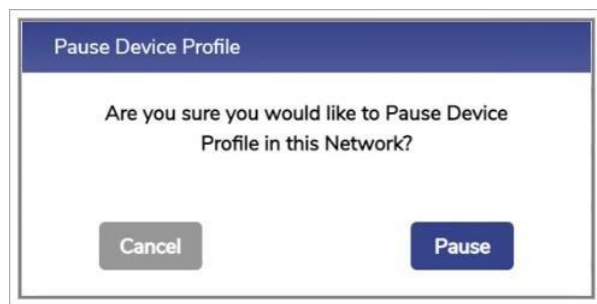 Pause Device Profile
Are you sure you would like to Pause Device
Profile in this Network?
Cancel
Pause